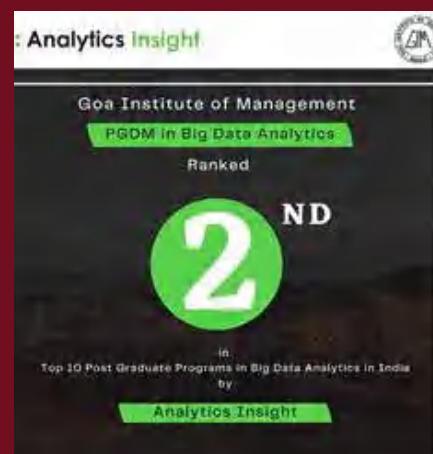 : Analytics Insight
GIM
Goa Institute of Management
PGDM in Big Data Analytics
Ranked
2 ND
in
Top 10 Post Graduate Programs in Big Data Analytics in India
by
Analytics Insight